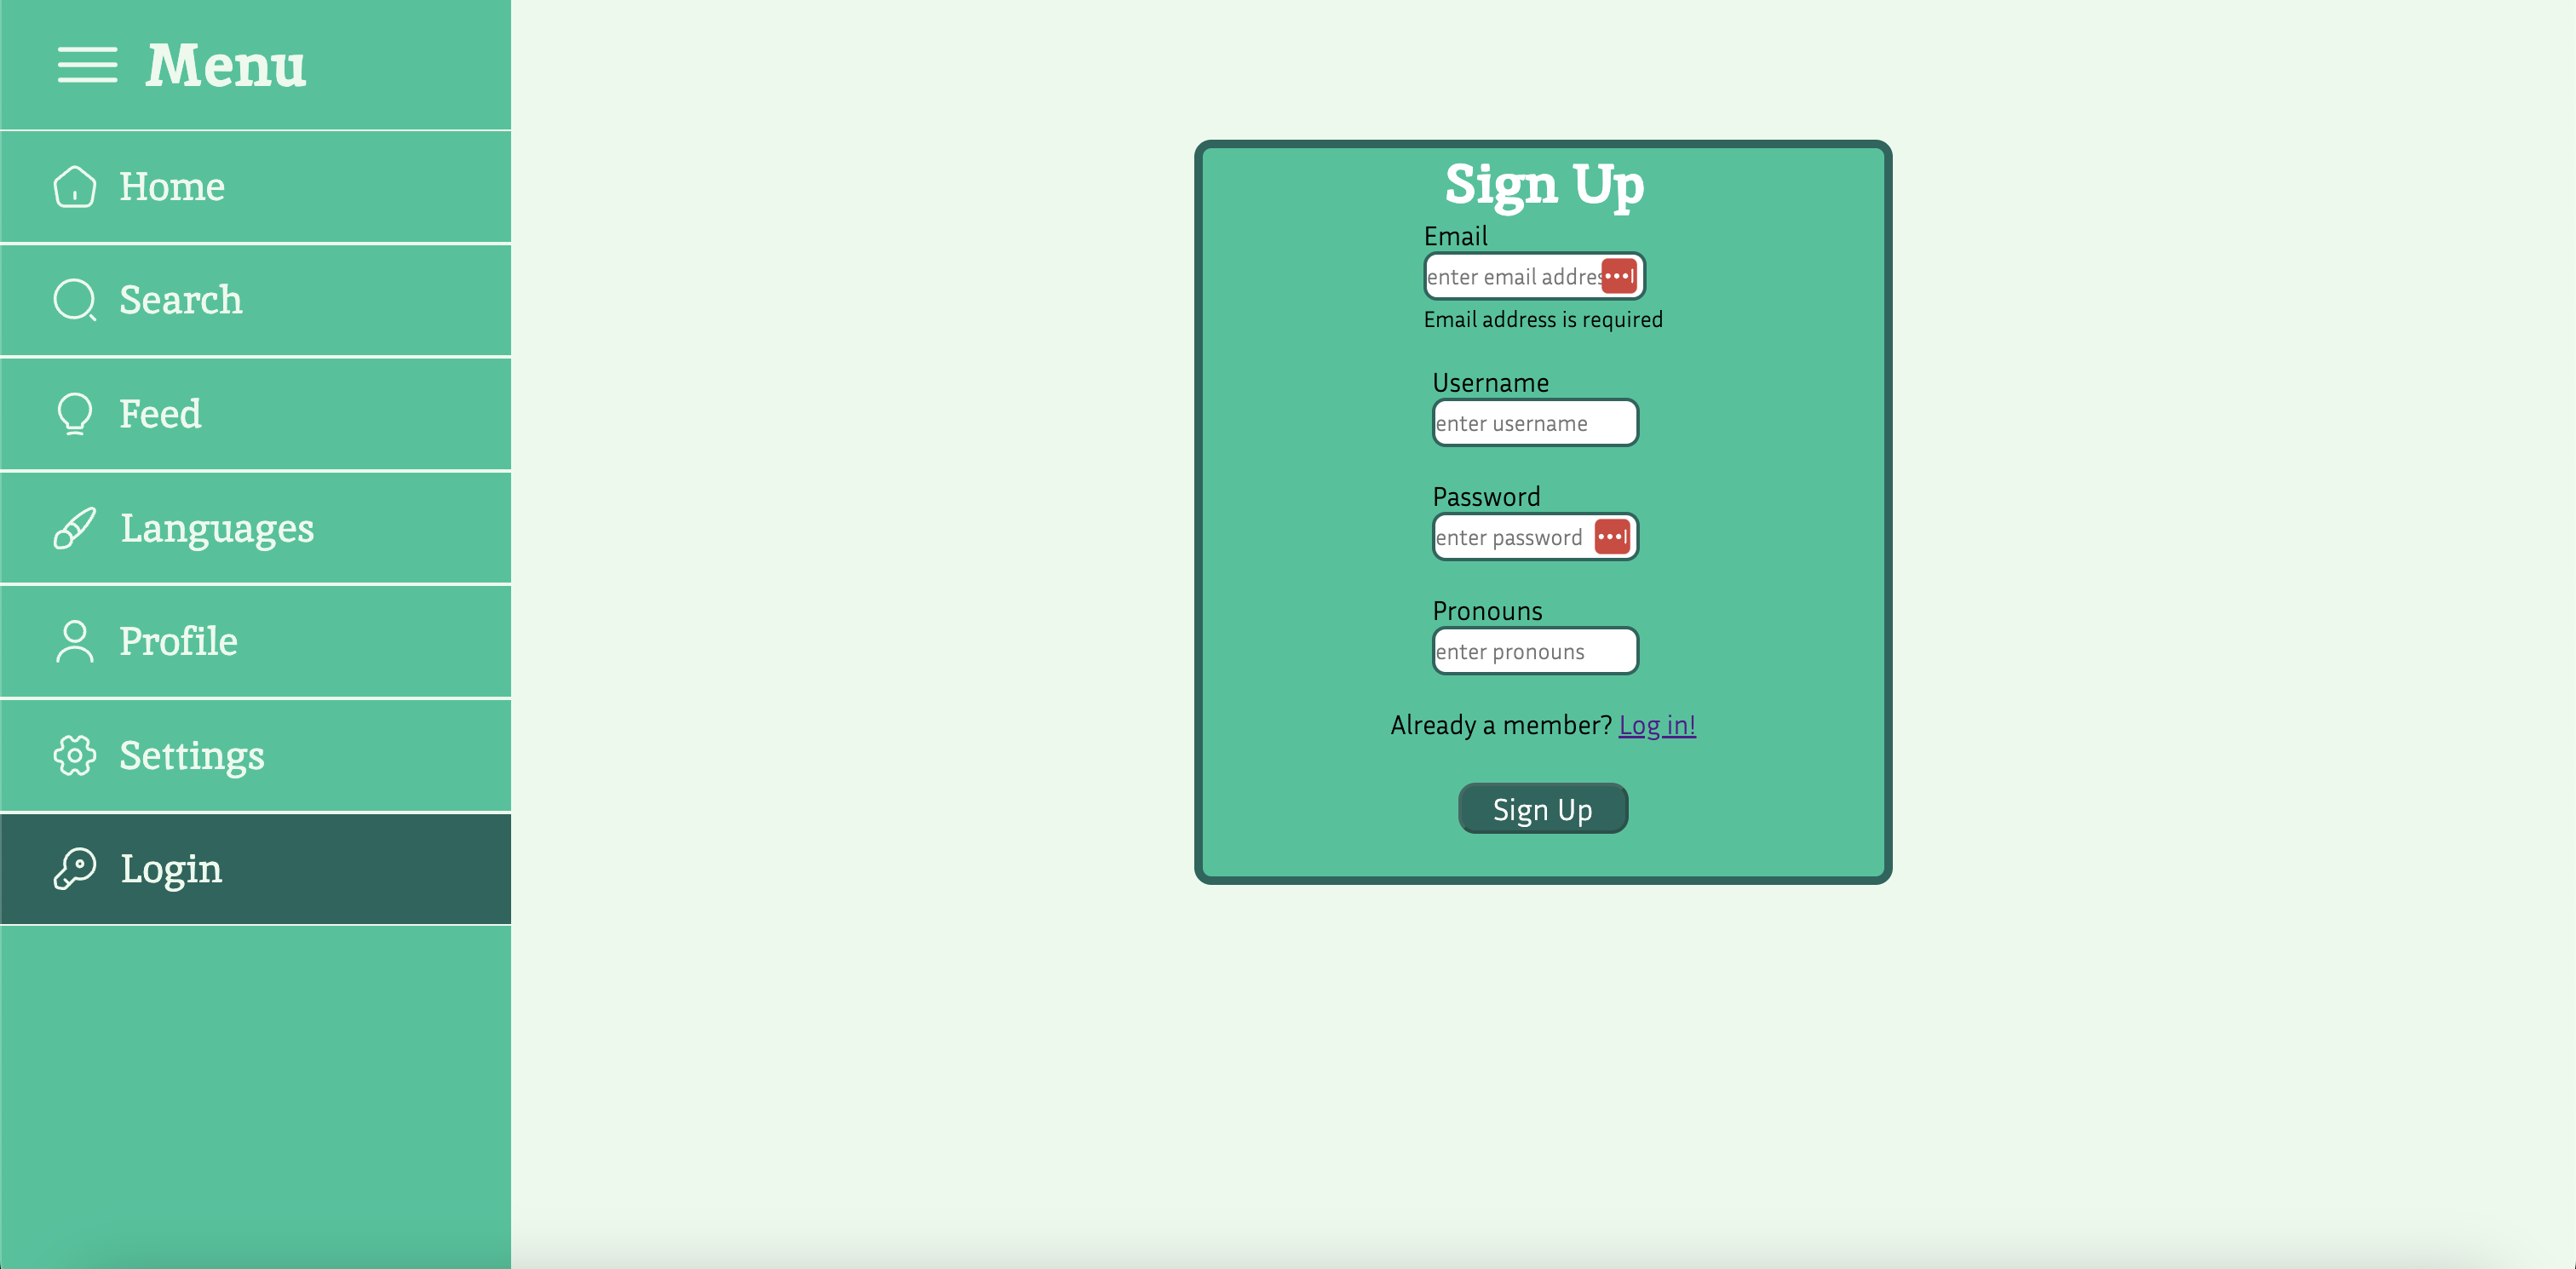 Menu
Home
Search
Feed
Languages
Profile
Settings
Login
Sign Up
Email
enter email addres
Email address is required
Username
enter username
Password
enter password
Pronouns
enter pronouns
Already a member? Log in!
Sign Up